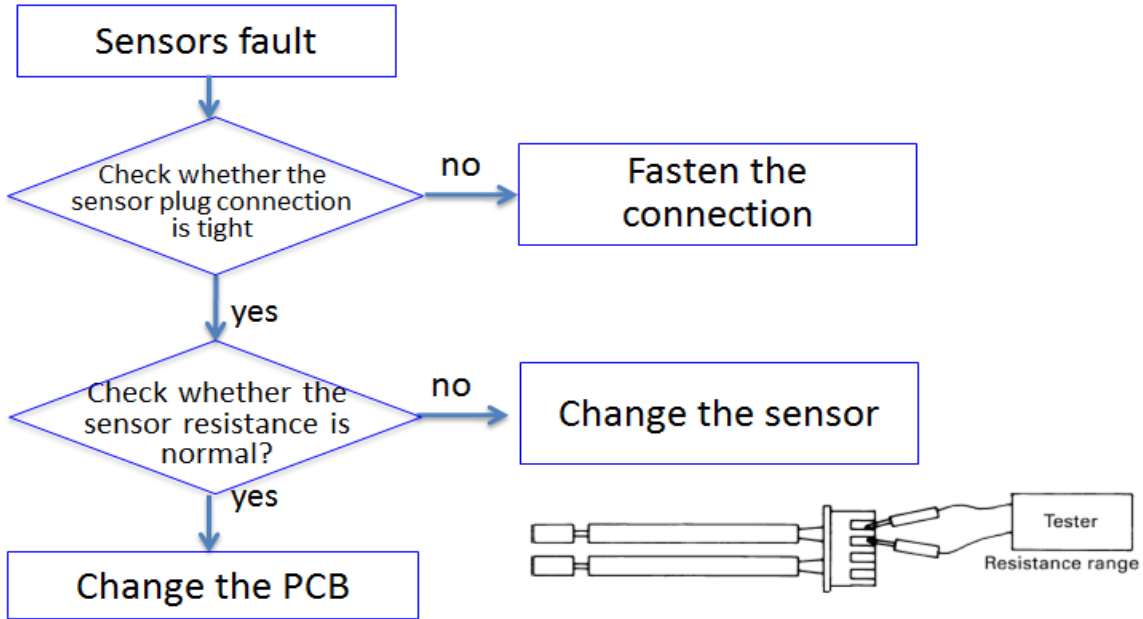 Sensors fault
Check whether the
sensor plug connection
is tight
no
Fasten the
connection
yes
Check whether the
sensor resistance is
normal?
no
Change the sensor
yes
Change the PCB
Tester
Resistance range